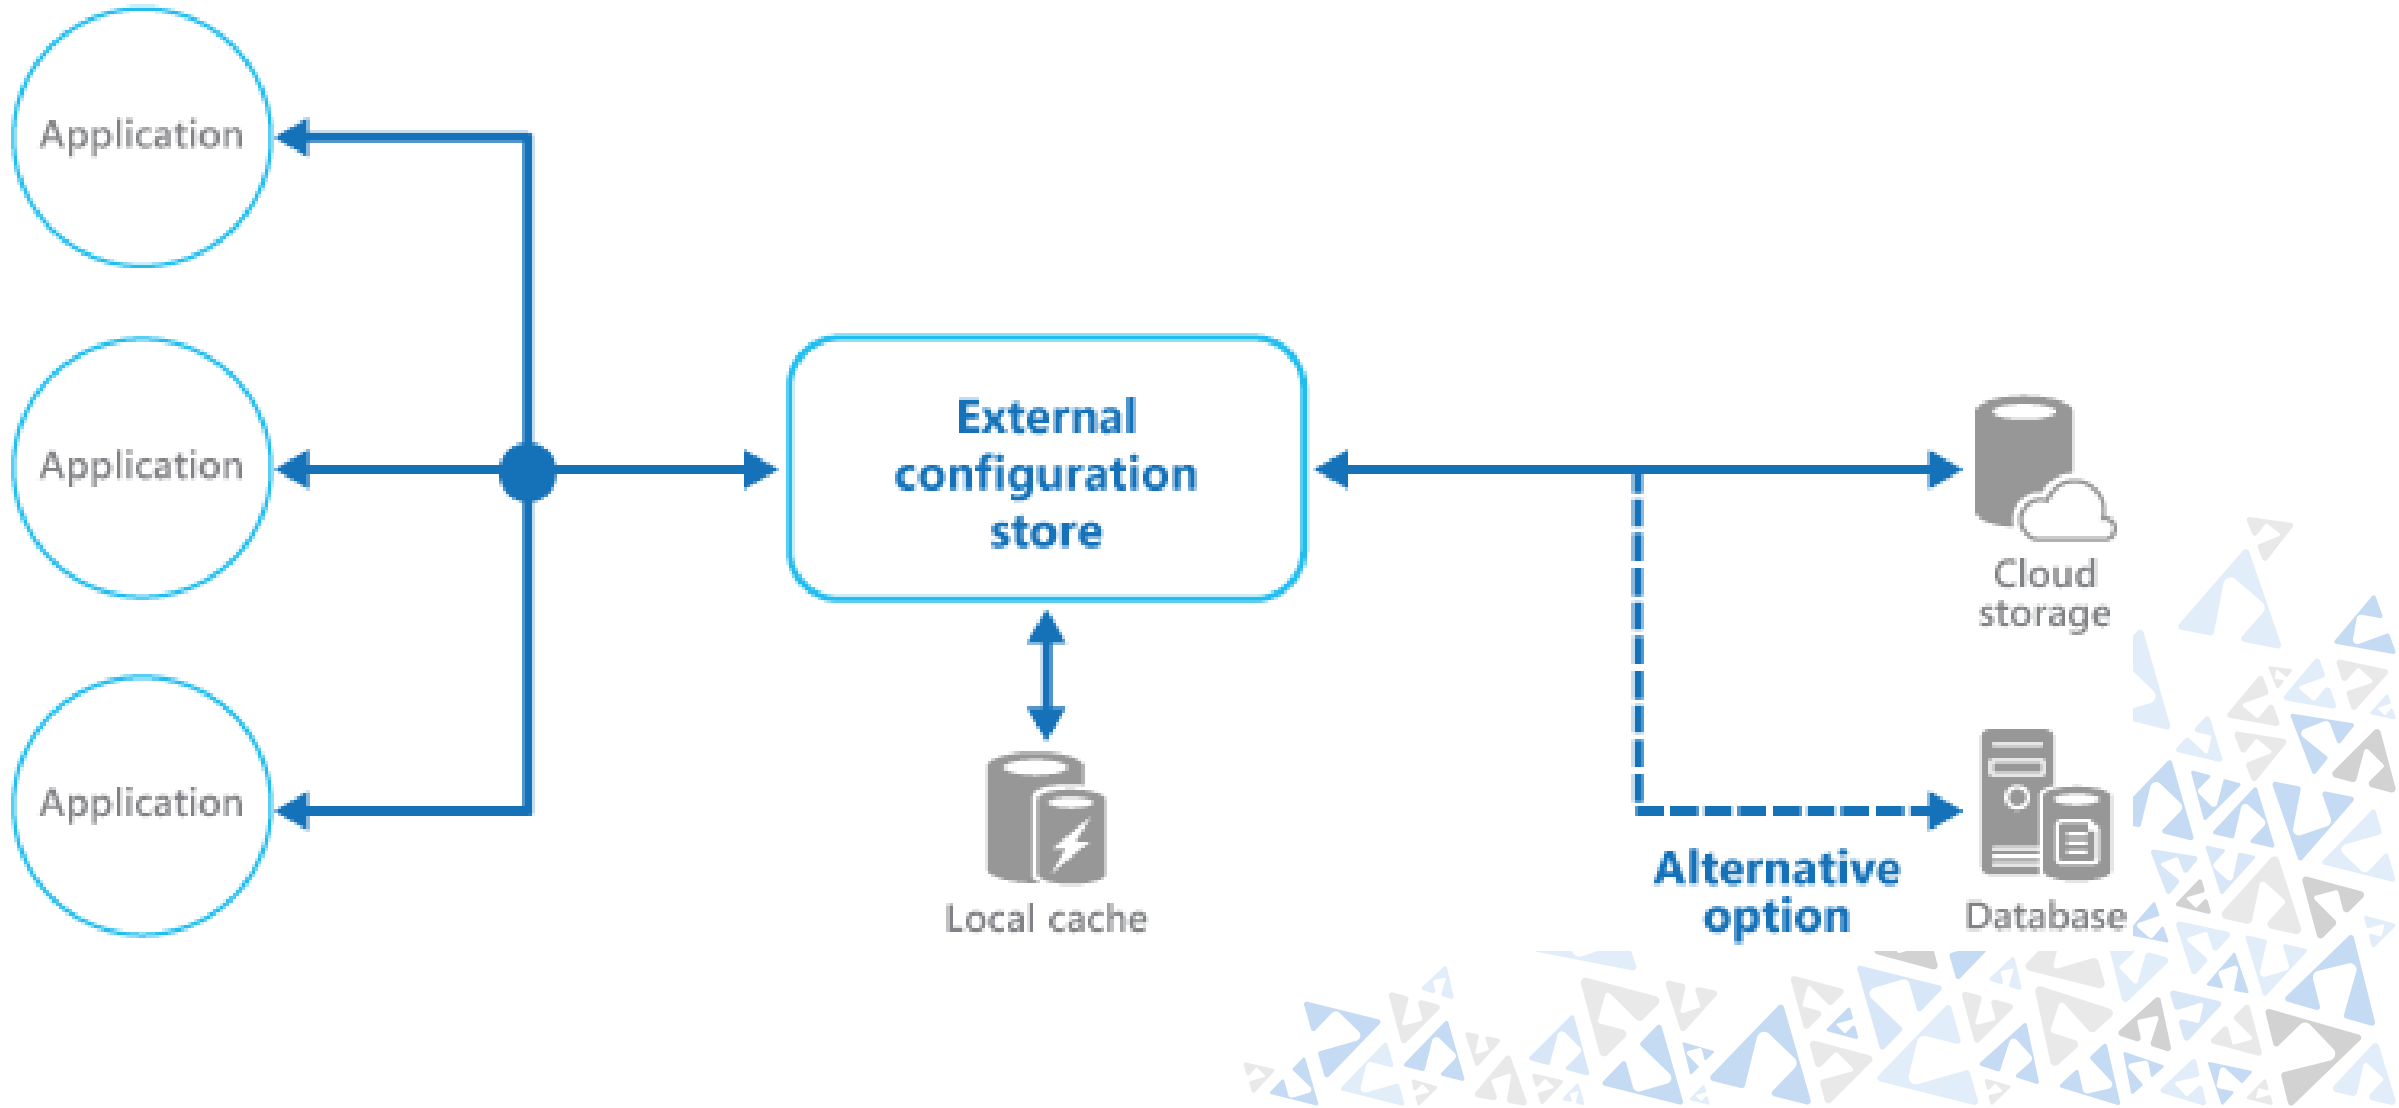 Application
Application
Application
External
configuration
store
Local cache
Cloud
storage
Alternative
option
Database